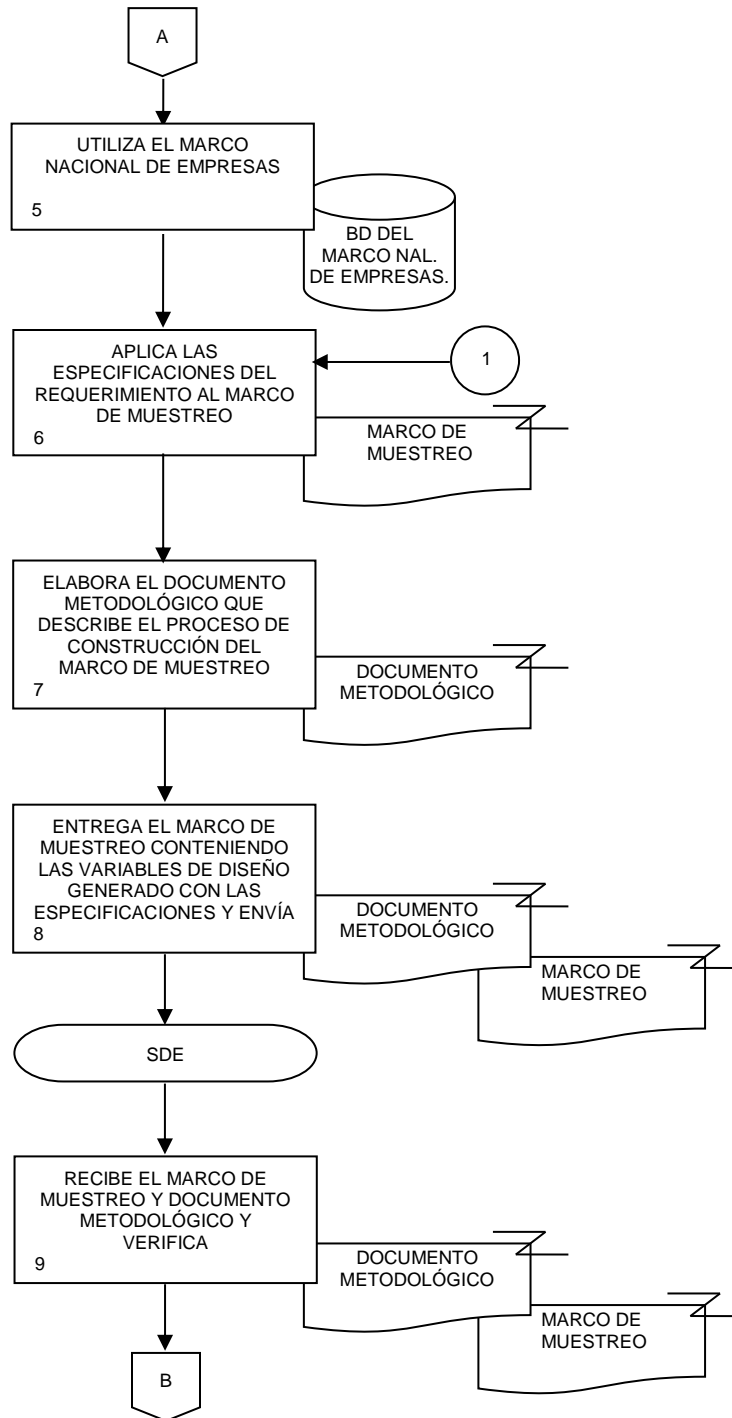 A
UTILIZA EL MARCO
NACIONAL DE EMPRESAS
5
BD DEL
MARCO NAL.
DE EMPRESAS.
APLICA LAS
ESPECIFICACIONES DEL
REQUERIMIENTO AL MARCO
DE MUESTREO
6
1
MARCO DE
MUESTREO
ELABORA EL DOCUMENTO
METODOLÓGICO QUE
DESCRIBE EL PROCESO DE
CONSTRUCCIÓN DEL
MARCO DE MUESTREO
7
DOCUMENTO
METODOLÓGICO
ENTREGA EL MARCO DE
MUESTREO CONTENIENDO
LAS VARIABLES DE DISEÑO
GENERADO CON LAS
ESPECIFICACIONES Y ENVÍA
8
DOCUMENTO
METODOLÓGICO
MARCO DE
MUESTREO
SDE
RECIBE EL MARCO DE
MUESTREO Y DOCUMENTO
METODOLÓGICO Y
VERIFICA
9
DOCUMENTO
METODOLÓGICO
MARCO DE
MUESTREO
B